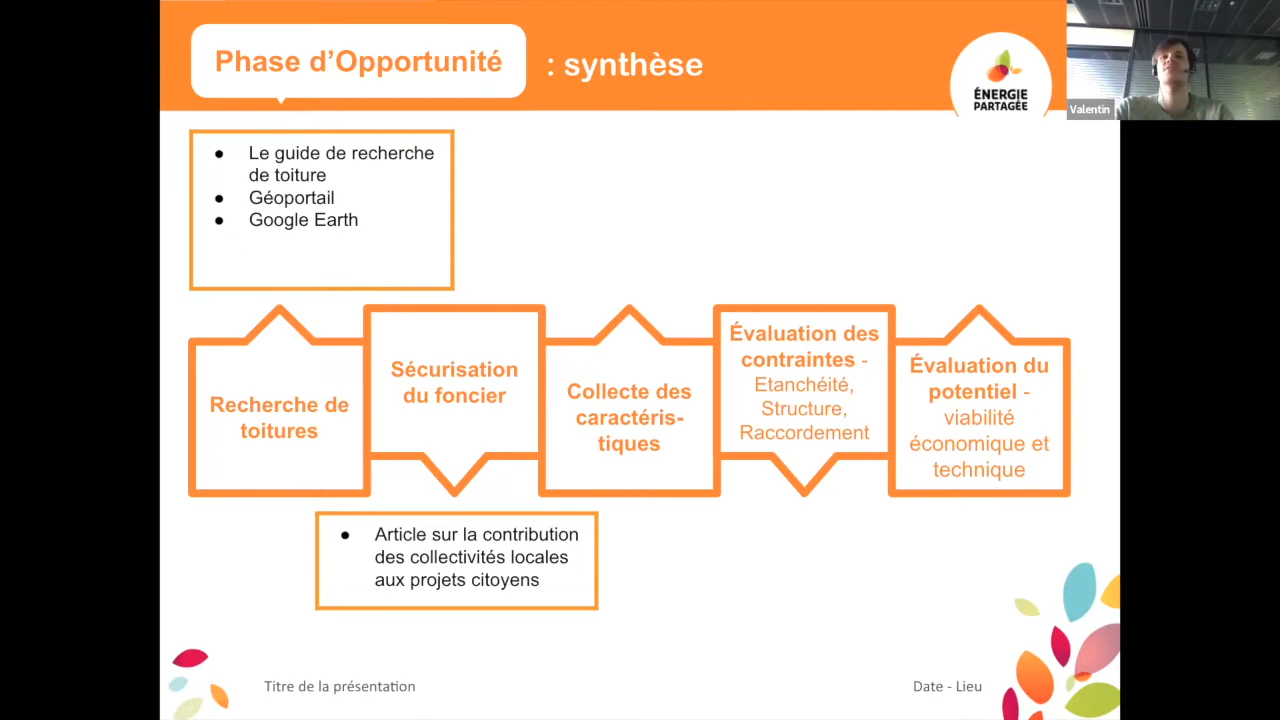 Phase d'Opportunité : synthèse
ÉNERGIE
PARTAGÉE
Valentin
● Le guide de recherche
de toiture
● Géoportail
● Google Earth
Recherche de
toitures
Sécurisation
du foncier
Collecte des
caractéris-
tiques
Évaluation des
contraintes -
Etanchéité,
Structure,
Raccordement
Évaluation du
potentiel -
viabilité
économique et
technique
● Article sur la contribution
des collectivités locales
aux projets citoyens
Titre de la présentation
Date - Lieu